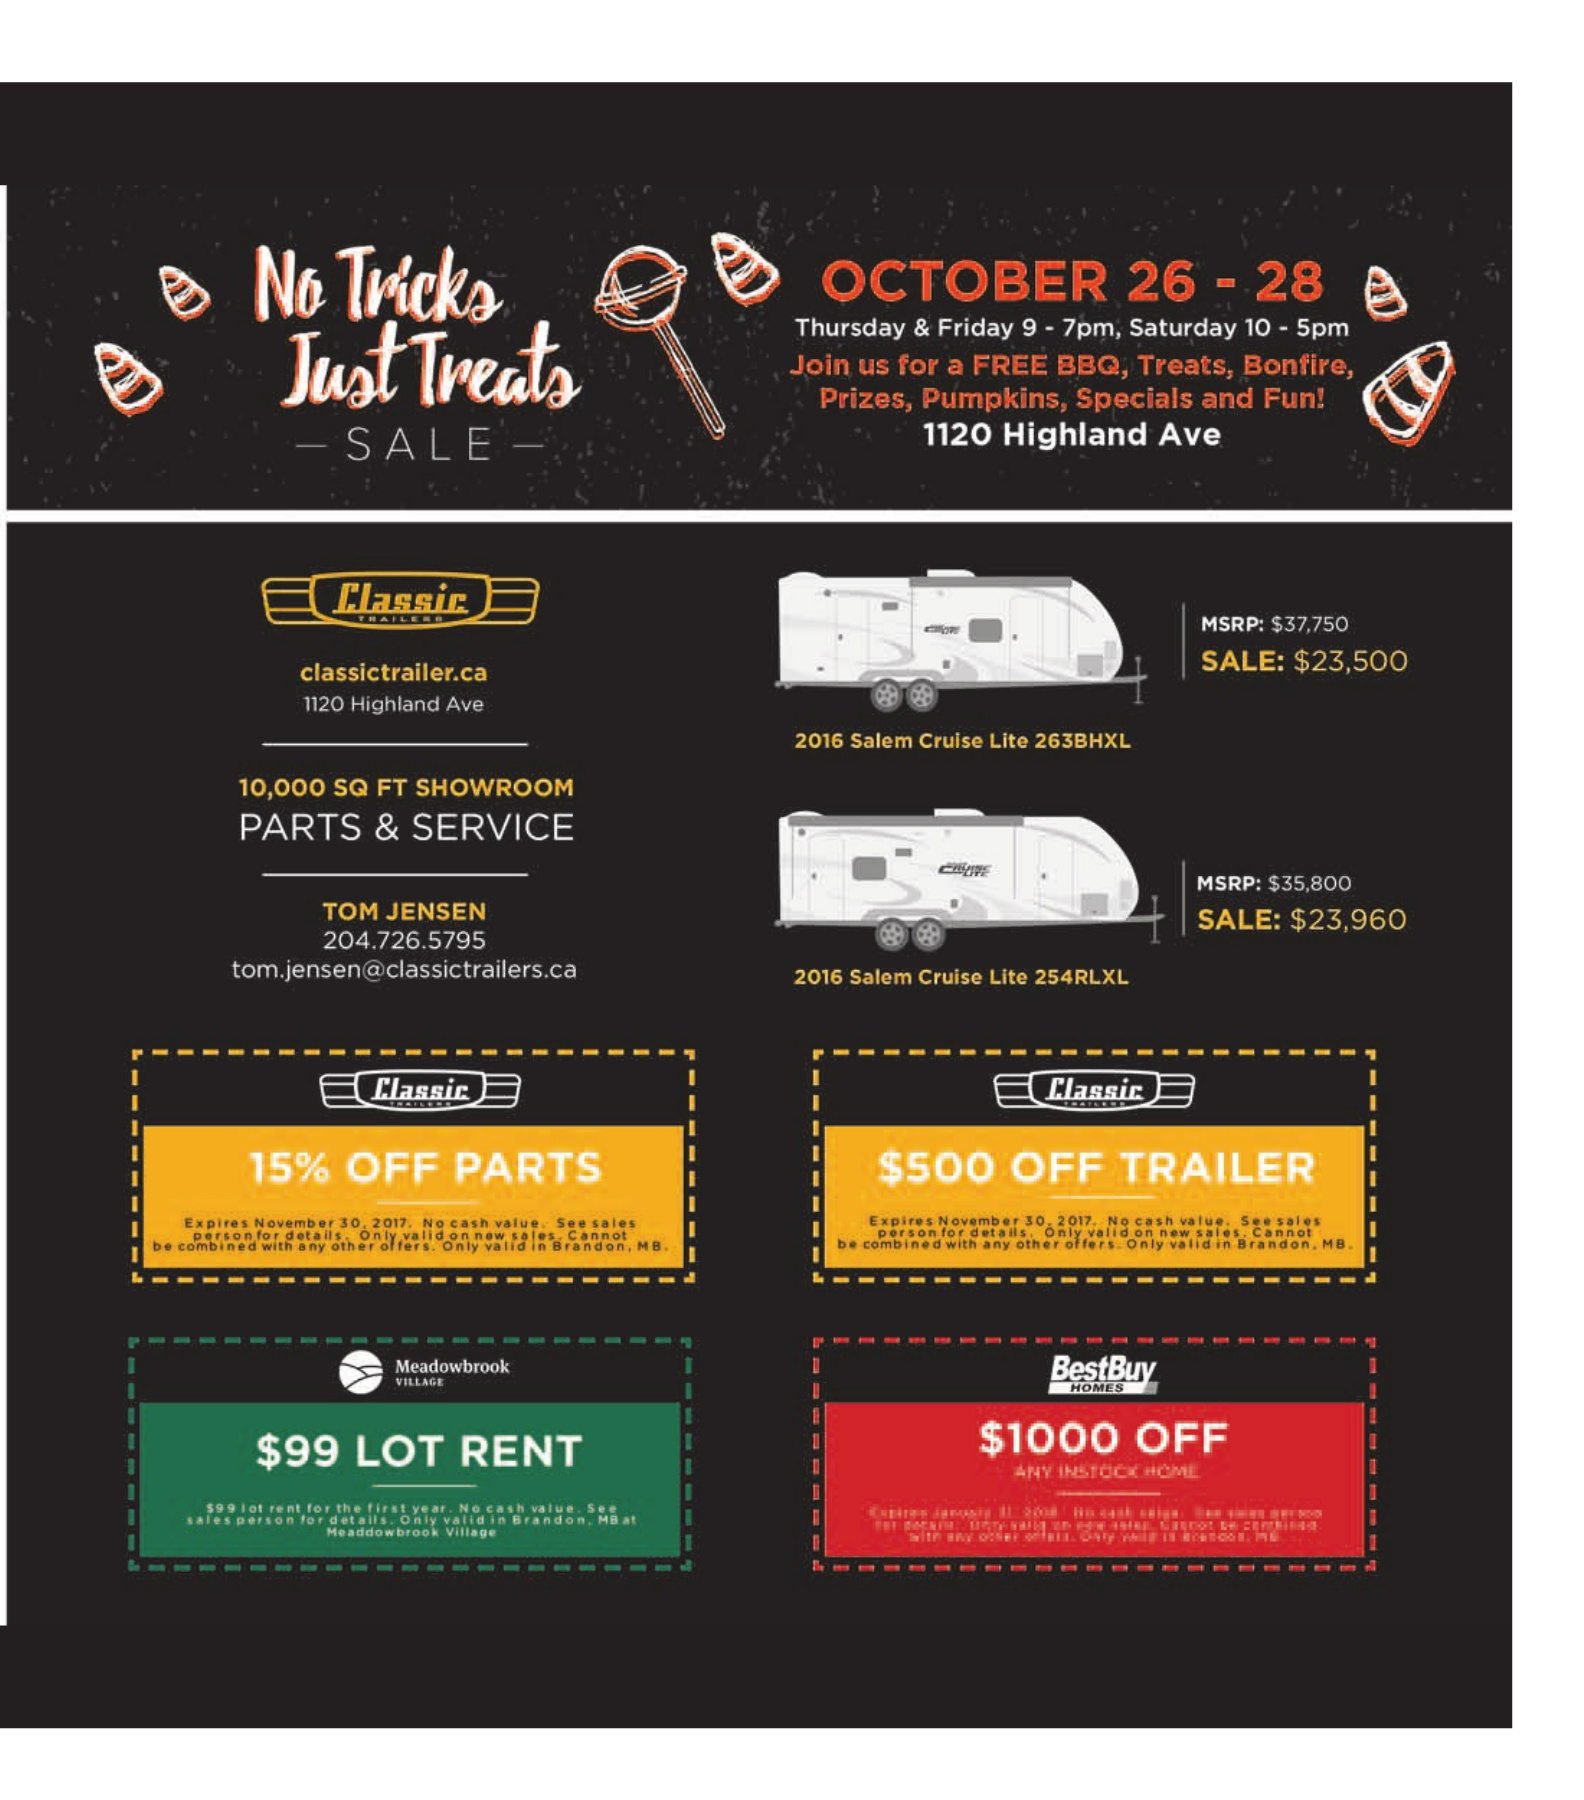 No Tricks
Just Treats
— SALE —
OCTOBER 26 - 28
Thursday & Friday 9 - 7pm, Saturday 10 - 5pm
Join us for a FREE BBQ, Treats, Bonfire,
Prizes, Pumpkins, Specials and Fun!
1120 Highland Ave
Classic
TRAILERS
classictrailer.ca
1120 Highland Ave
10,000 SQ FT SHOWROOM
PARTS & SERVICE
TOM JENSEN
204.726.5795
tom.jensen@classictrailers.ca
CRUISE LITE
MSRP: $37,750
SALE: $23,500
2016 Salem Cruise Lite 263BHXL
CRUISE
LITE
MSRP: $35,800
SALE: $23,960
2016 Salem Cruise Lite 254RLXL
Classic
TRAILERS
15% OFF PARTS
Expires November 30, 2017. No cash value. See sales
person for details. Only valid on new sales. Cannot
be combined with any other offers. Only valid in Brandon, MB.
Classic
TRAILERS
$500 OFF TRAILER
Expires November 30, 2017. No cash value. See sales
person for details. Only valid on new sales. Cannot
be combined with any other offers. Only valid in Brandon, MB.
Meadowbrook
VILLAGE
$99 LOT RENT
$99 lot rent for the first year. No cash value. See
sales person for details. Only valid in Brandon, MB at
Meaddowbrook Village
BestBuy
HOMES
$1000 OFF
ANY INSTOCK HOME
Expires January 31, 2018. No cash value. See sales person
for details. Only valid on new sales. Cannot be combined
with any other offers. Only valid in Brandon, MB.